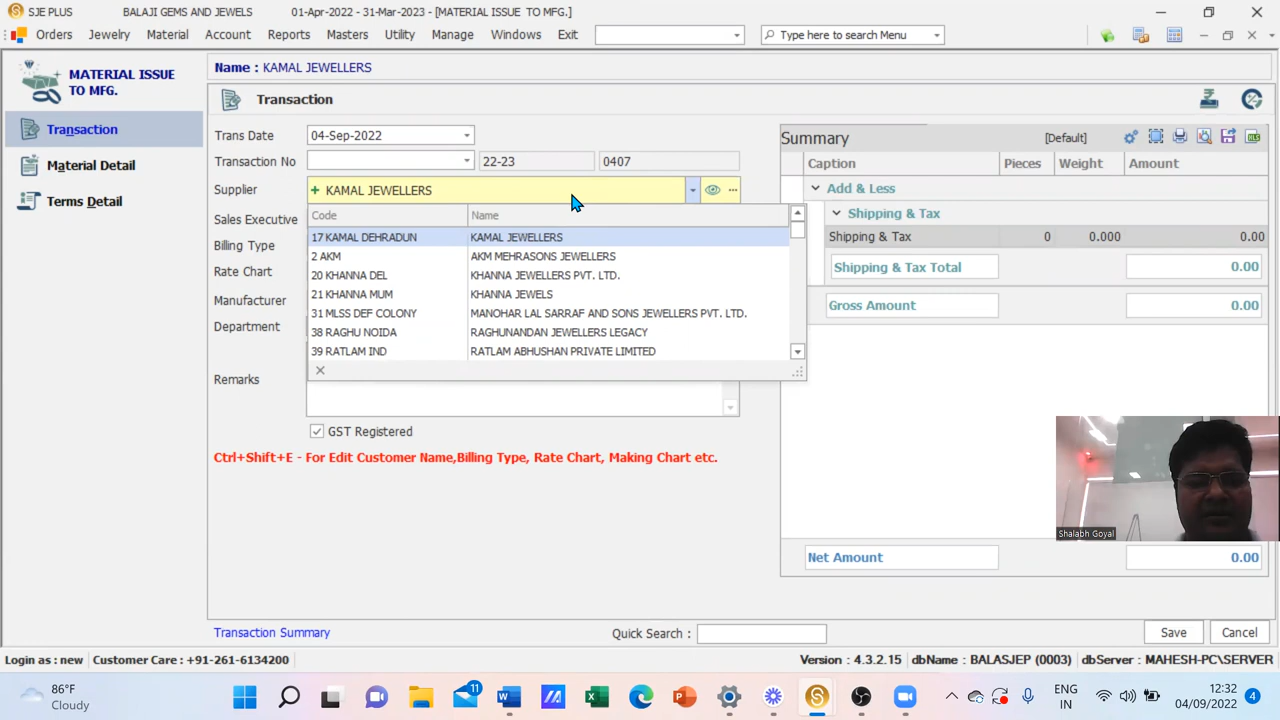 SJE PLUS BALAJI GEMS AND JEWELS 01-Apr-2022 - 31-Mar-2023 - [MATERIAL ISSUE TO MFG.]
Orders Jewelry Material Account Reports Masters Utility Manage Windows Exit Type here to search Menu
MATERIAL ISSUE
TO MFG.
Transaction
Material Detail
Terms Detail
Name : KAMAL JEWELLERS
Transaction
Trans Date 04-Sep-2022
Transaction No 22-23 0407
Supplier KAMAL JEWELLERS
Sales Executive
Billing Type
Rate Chart
Manufacturer
Department
Remarks
Code Name
17 KAMAL DEHRADUN KAMAL JEWELLERS
2 AKM AKM MEHRASONS JEWELLERS
20 KHANNA DEL KHANNA JEWELLERS PVT. LTD.
21 KHANNA MUM KHANNA JEWELS
31 MLSS DEF COLONY MANOHAR LAL SARRAF AND SONS JEWELLERS PVT. LTD.
38 RAGHU NOIDA RAGHUNANDAN JEWELLERS LEGACY
39 RATLAM IND RATLAM ABHUSHAN PRIVATE LIMITED
GST Registered
Ctrl+Shift+E - For Edit Customer Name,Billing Type, Rate Chart, Making Chart etc.
Summary [Default]
Caption Pieces Weight Amount
Add & Less
Shipping & Tax
Shipping & Tax 0 0.000 0.00
Shipping & Tax Total 0.00
Gross Amount 0.00
Shalabh Goyal
Net Amount 0.00
Transaction Summary Quick Search : Save Cancel
Login as : new Customer Care : +91-261-6134200 Version : 4.3.2.15 dbName : BALASJEP (0003) dbServer : MAHESH-PC\SERVER
86°F
Cloudy
11
ENG
IN
12:32
04/09/2022
4